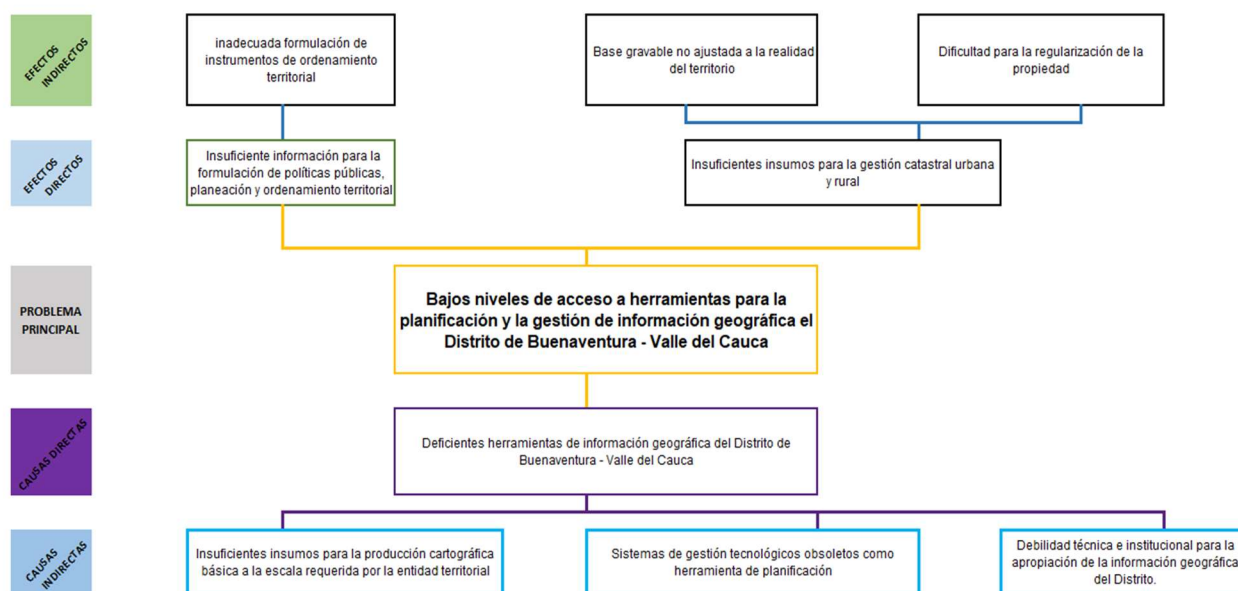 EFECTOS
INDIRECTOS
inadecuada formulación de
instrumentos de ordenamiento
territorial
Base gravable no ajustada a la realidad
del territorio
Dificultad para la regularización de la
propiedad
EFECTOS
DIRECTOS
Insuficiente información para la
formulación de políticas públicas,
planeación y ordenamiento territorial
Insuficientes insumos para la gestión catastral urbana
y rural
PROBLEMA
PRINCIPAL
Bajos niveles de acceso a herramientas para la
planificación y la gestión de información geográfica el
Distrito de Buenaventura - Valle del Cauca
CAUSAS DIRECTAS
Deficientes herramientas de información geográfica del Distrito de
Buenaventura - Valle del Cauca
CAUSAS
INDIRECTAS
Insuficientes insumos para la producción cartográfica
básica a la escala requerida por la entidad territorial
Sistemas de gestión tecnológicos obsoletos como
herramienta de planificación
Debilidad técnica e institucional para la
apropiación de la información geográfica
del Distrito.